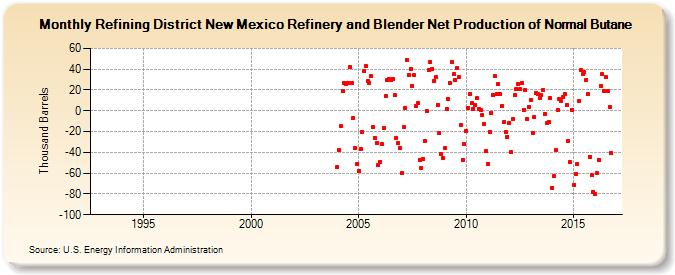 Monthly Refining District New Mexico Refinery and Blender Net Production of Normal Butane
Thousand Barrels
60
40
20
0
-20
-40
-60
-80
-100
1995 2000 2005 2010 2015
Source: U.S. Energy Information Administration